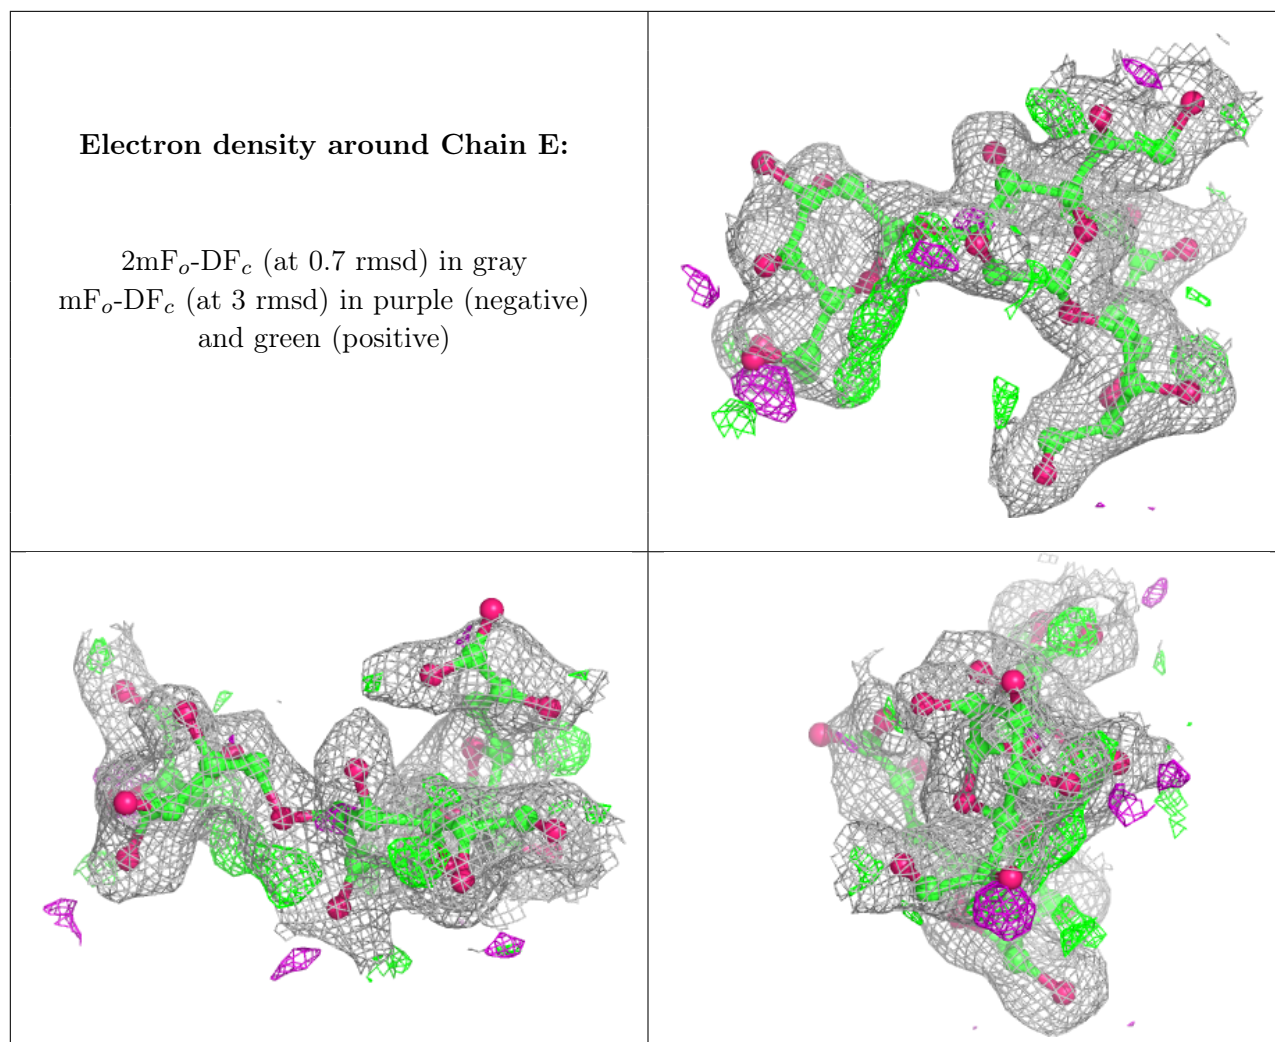 Electron density around Chain E:
2mFₒ-DF𝒸 (at 0.7 rmsd) in gray
mFₒ-DF𝒸 (at 3 rmsd) in purple (negative)
and green (positive)